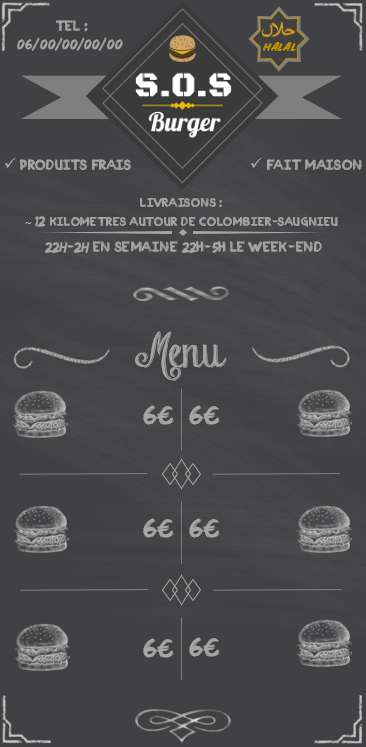 TEL :
06/00/00/00/00
حلال
HALAL
S.O.S
Burger
✓ PRODUITS FRAIS
✓ FAIT MAISON
LIVRAISONS :
~ 12 KILOMETRES AUTOUR DE COLOMBIER-SAUGNIEU
22H-2H EN SEMAINE 22H-5H LE WEEK-END
Menu
6€ 6€
6€ 6€
6€ 6€